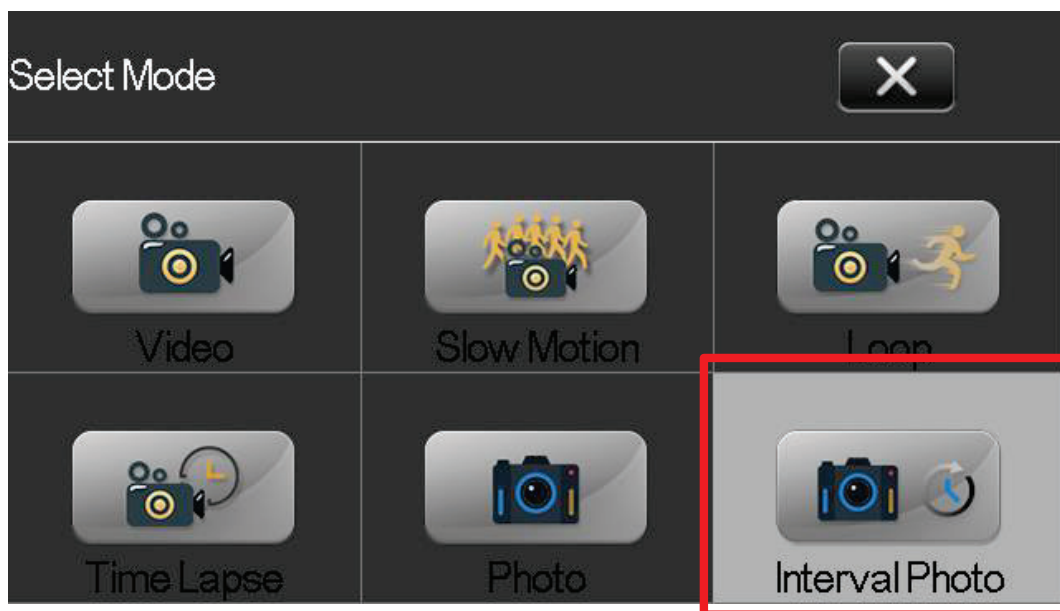 Select Mode
Video
Slow Motion
Loop
Time Lapse
Photo
Interval Photo